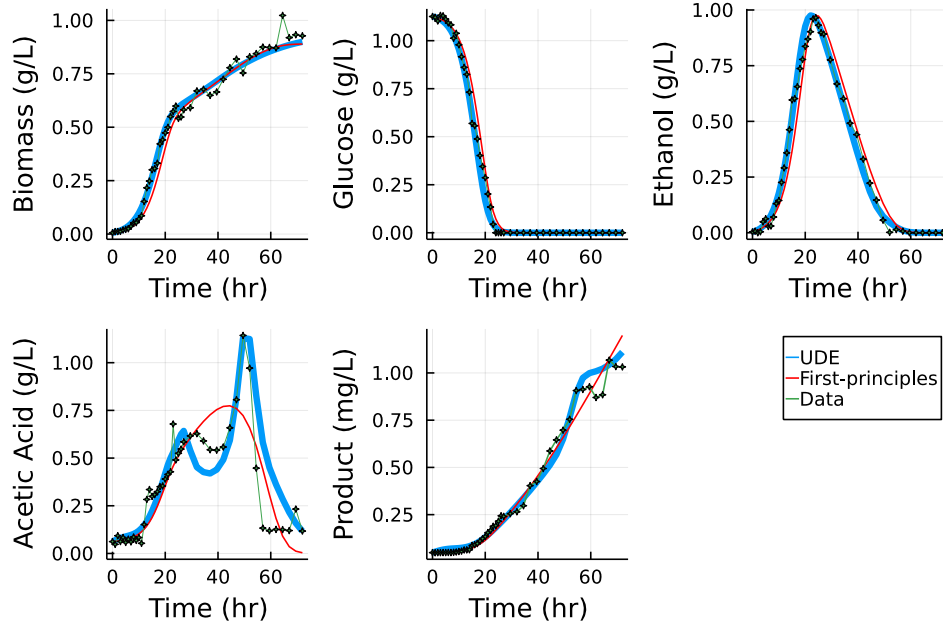 Biomass (g/L)
1.00
0.75
0.50
0.25
0.00
0 20 40 60
Time (hr)
Glucose (g/L)
1.00
0.75
0.50
0.25
0.00
0 20 40 60
Time (hr)
Ethanol (g/L)
1.00
0.75
0.50
0.25
0.00
0 20 40 60
Time (hr)
Acetic Acid (g/L)
1.00
0.75
0.50
0.25
0.00
0 20 40 60
Time (hr)
Product (mg/L)
1.00
0.75
0.50
0.25
0 20 40 60
Time (hr)
UDE
First-principles
Data